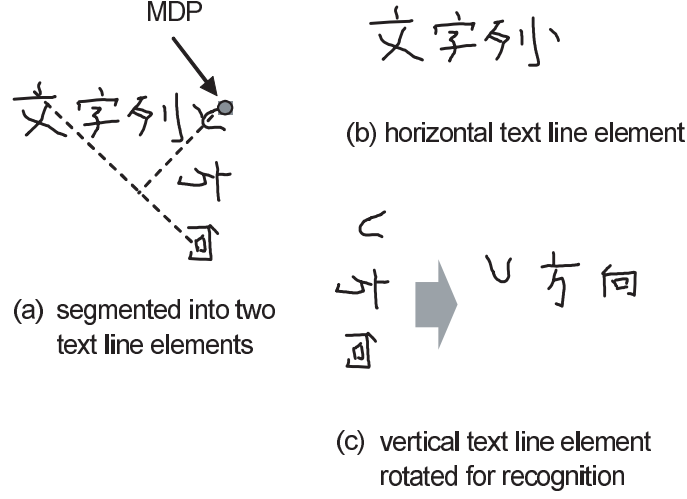 MDP
文字列
方
向
(a) segmented into two
text line elements
文字列
(b) horizontal text line element
方
向
方向
(c) vertical text line element
rotated for recognition